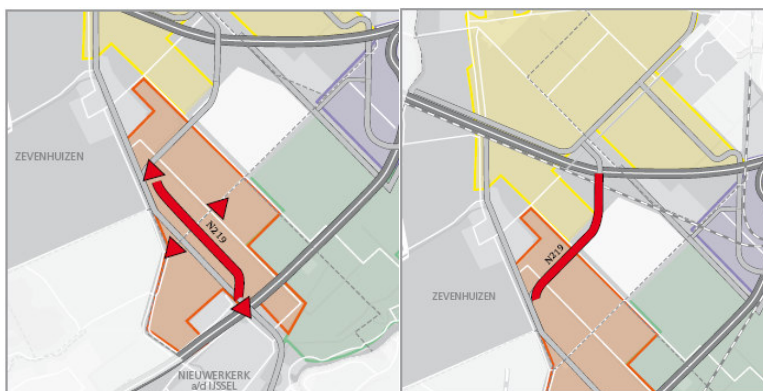 ZEVENHUIZEN
N219
NIEUWERKERK
a/d IJSSEL
N219
ZEVENHUIZEN